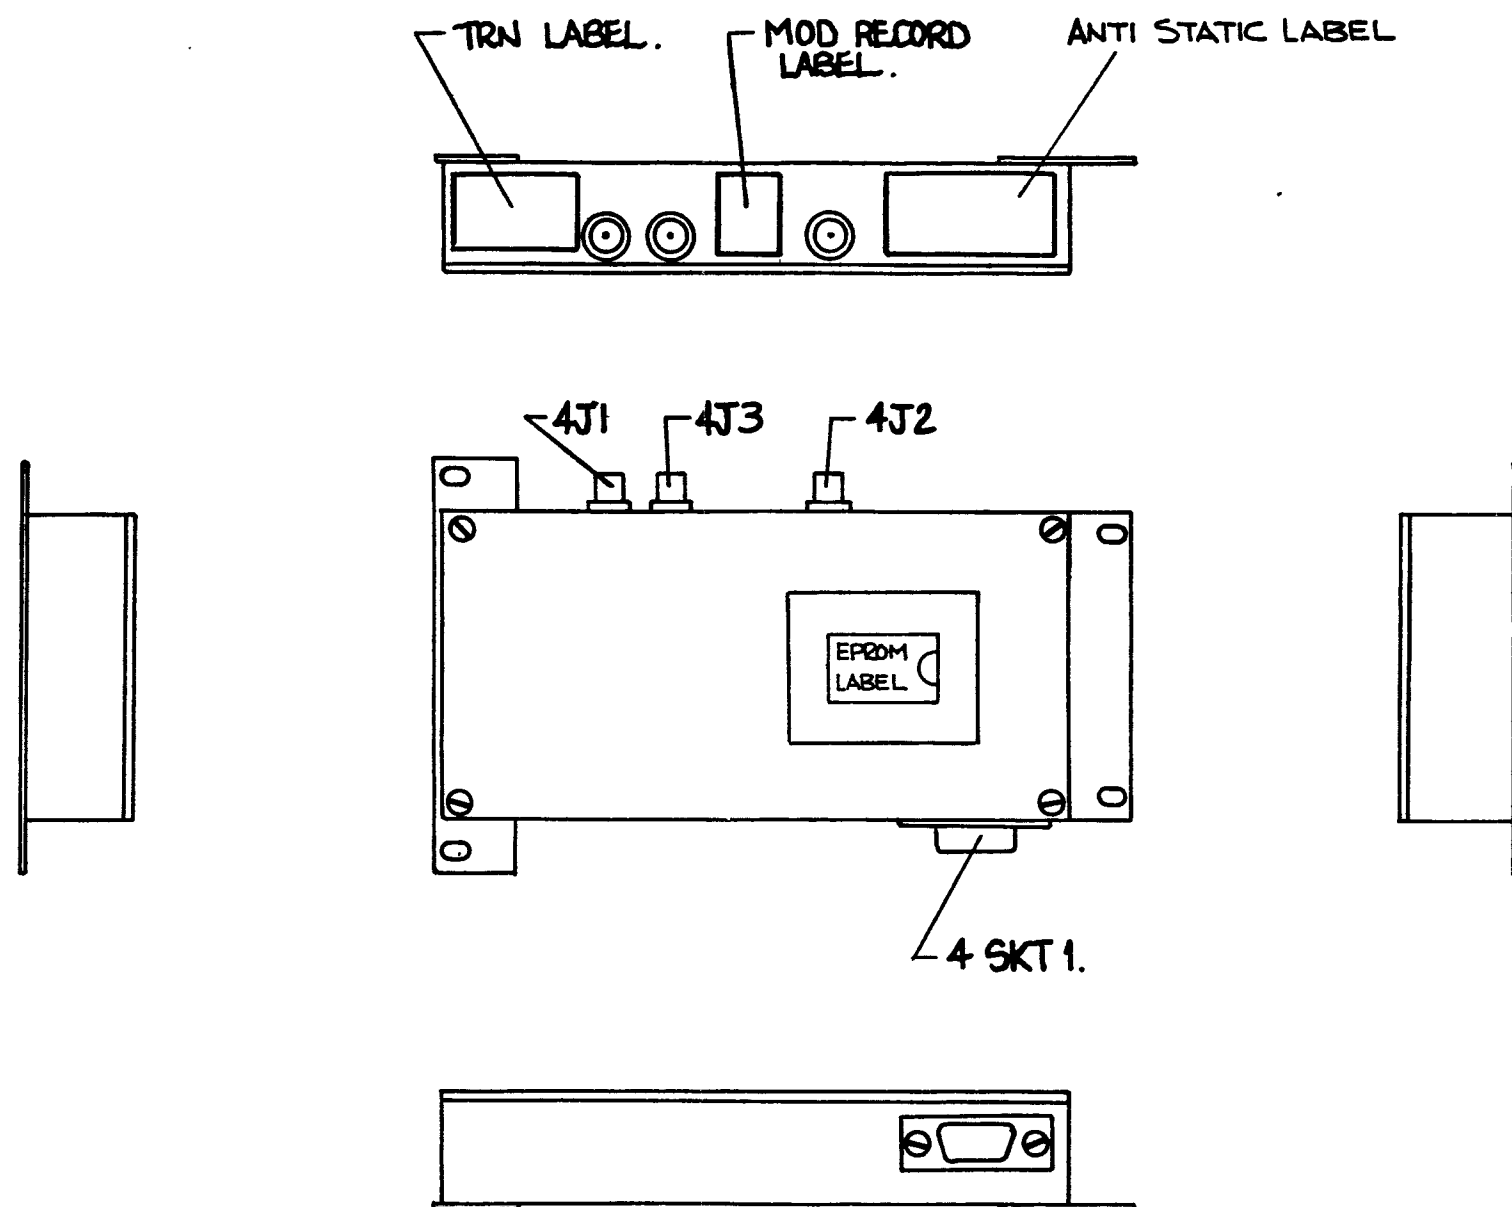 TRN LABEL.
MOD RECORD
LABEL.
ANTI STATIC LABEL
4J1
4J3
4J2
EPROM
LABEL
4 SKT 1.